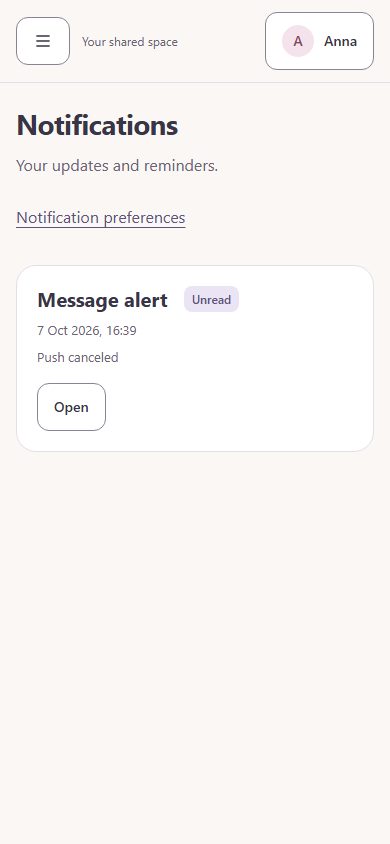 Your shared space
A Anna
Notifications
Your updates and reminders.
Notification preferences
Message alert Unread
7 Oct 2026, 16:39
Push canceled
Open